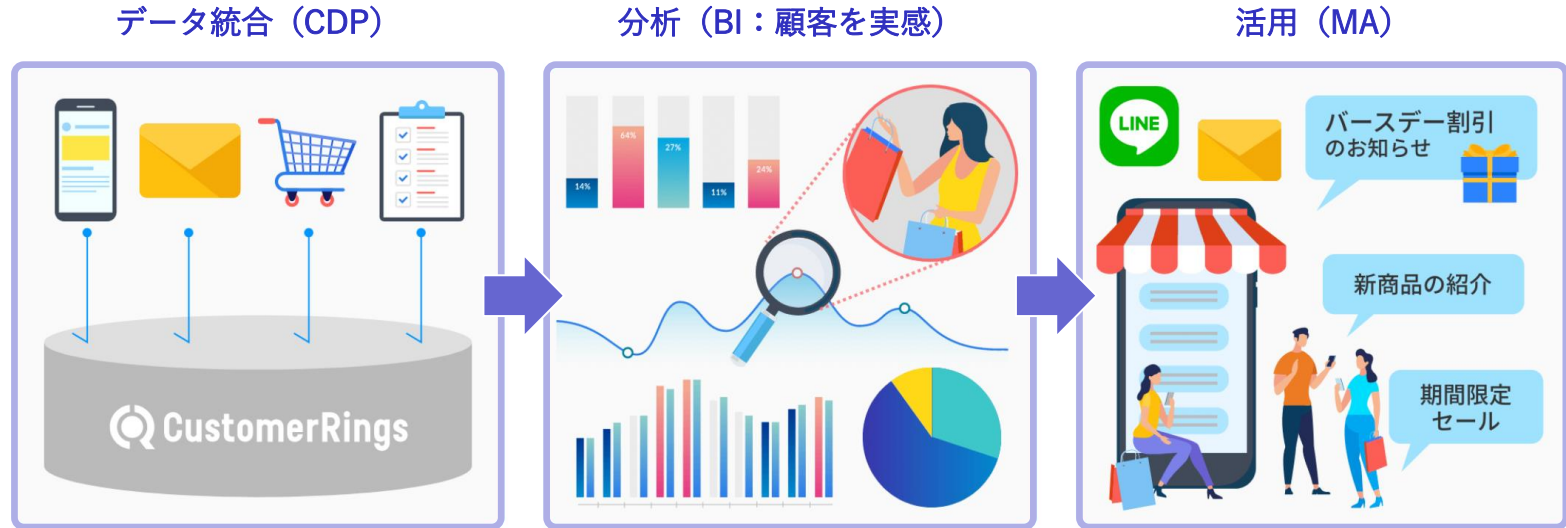 データ統合（CDP）
分析（BI：顧客を実感）
活用（MA）
CustomerRings
14%
64%
27%
11%
24%
LINE
バースデー割引
のお知らせ
新商品の紹介
期間限定
セール